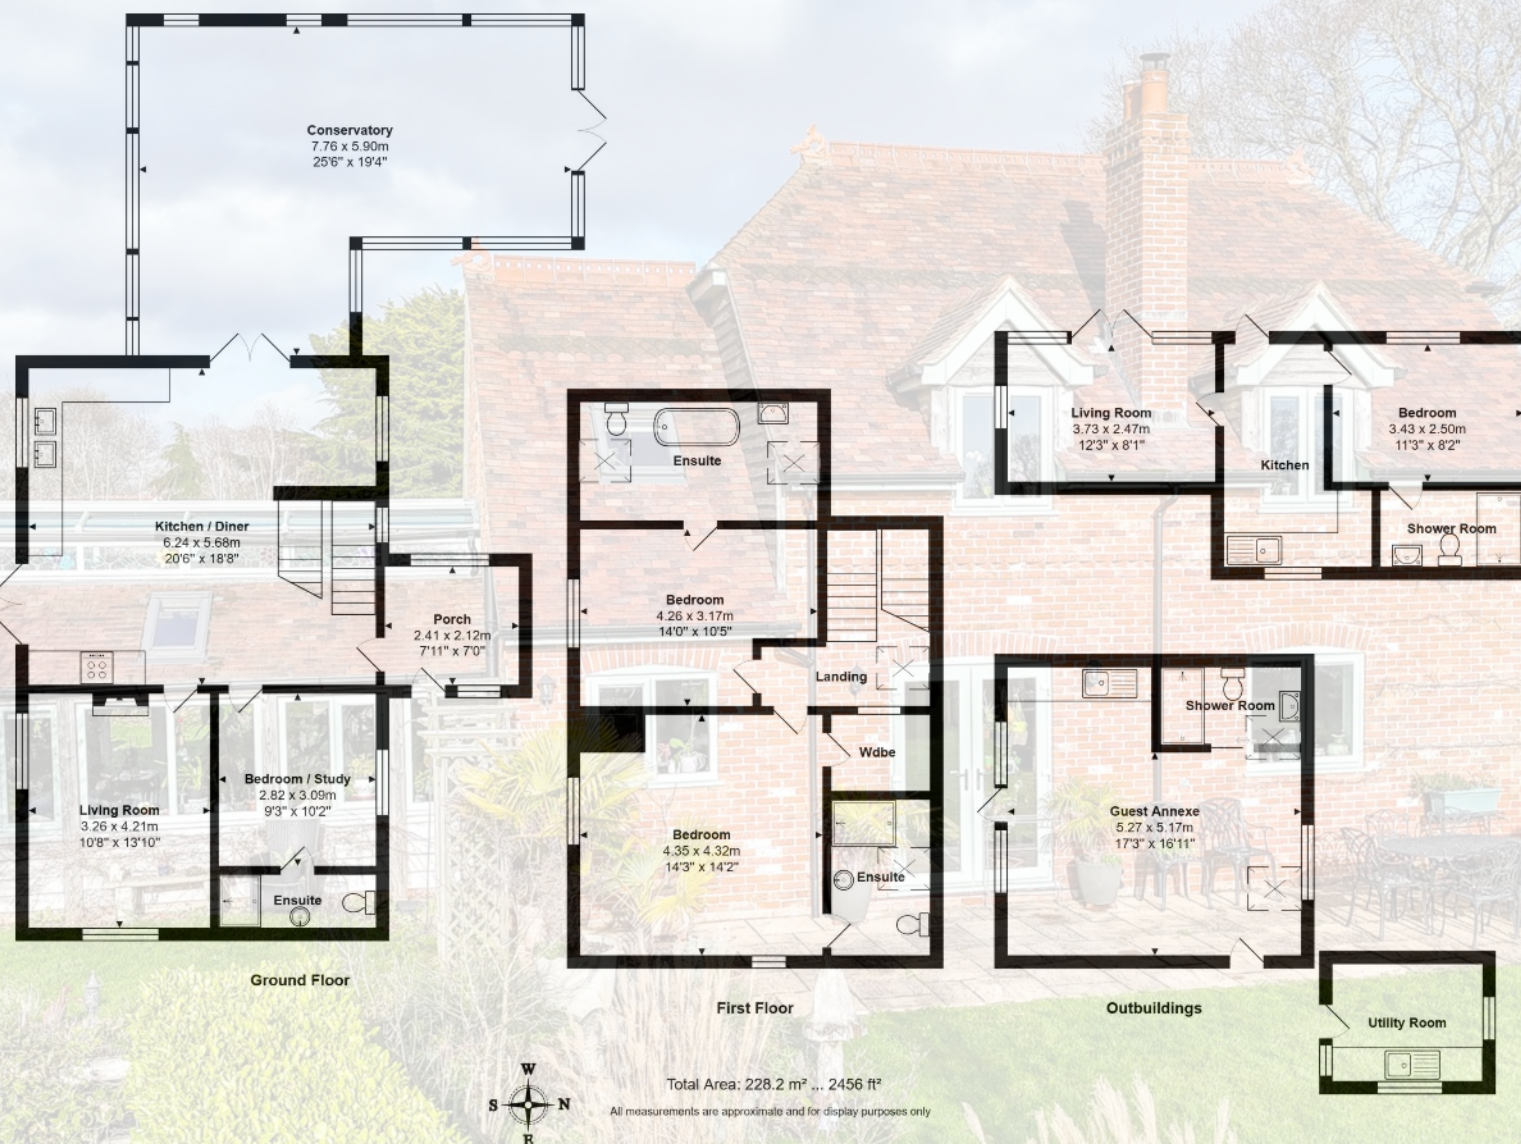 Conservatory
7.76 x 5.90m
25'6" x 19'4"
Kitchen / Diner
6.24 x 5.68m
20'6" x 18'8"
Porch
2.41 x 2.12m
7'11" x 7'0"
Living Room
3.26 x 4.21m
10'8" x 13'10"
Bedroom / Study
2.82 x 3.09m
9'3" x 10'2"
Ensuite
Ground Floor
Ensuite
Bedroom
4.26 x 3.17m
14'0" x 10'5"
Landing
Wdbe
Bedroom
4.35 x 4.32m
14'3" x 14'2"
Ensuite
First Floor
Living Room
3.73 x 2.47m
12'3" x 8'1"
Kitchen
Bedroom
3.43 x 2.50m
11'3" x 8'2"
Shower Room
Shower Room
Guest Annexe
5.27 x 5.17m
17'3" x 16'11"
Outbuildings
Utility Room
W
S N
E
Total Area: 228.2 m² ... 2456 ft²
All measurements are approximate and for display purposes only